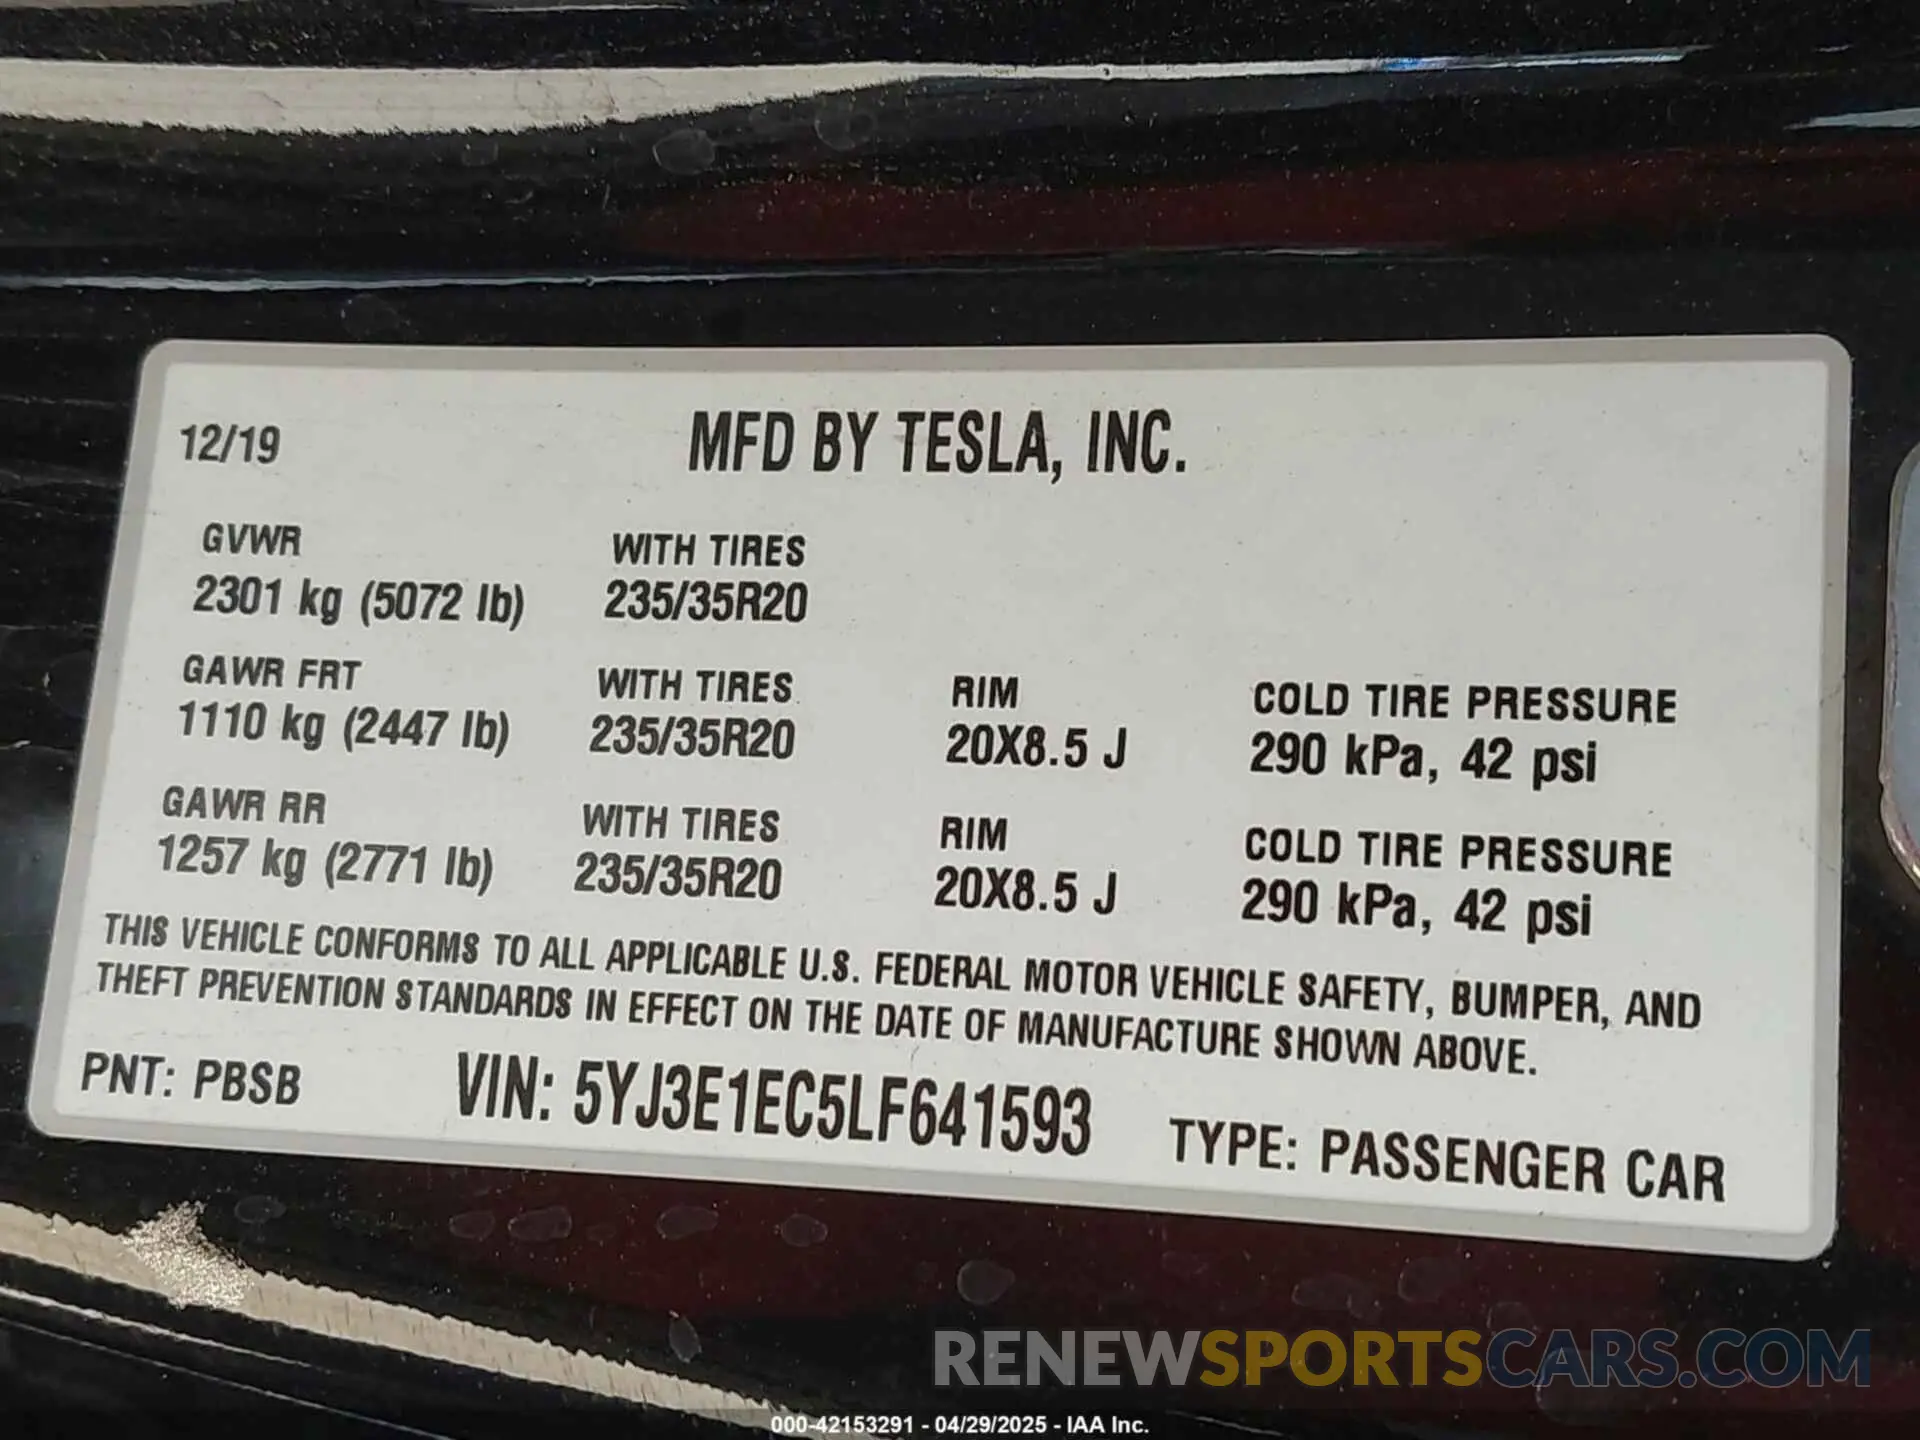 12/19 MFD BY TESLA, INC.
GVWR WITH TIRES
2301 kg (5072 lb) 235/35R20
GAWR FRT WITH TIRES RIM COLD TIRE PRESSURE
1110 kg (2447 lb) 235/35R20 20X8.5 J 290 kPa, 42 psi
GAWR RR WITH TIRES RIM COLD TIRE PRESSURE
1257 kg (2771 lb) 235/35R20 20X8.5 J 290 kPa, 42 psi
THIS VEHICLE CONFORMS TO ALL APPLICABLE U.S. FEDERAL MOTOR VEHICLE SAFETY, BUMPER, AND
THEFT PREVENTION STANDARDS IN EFFECT ON THE DATE OF MANUFACTURE SHOWN ABOVE.
PNT: PBSB VIN: 5YJ3E1EC5LF641593 TYPE: PASSENGER CAR
RENEWSPORTSCARS.COM
000-42153291 - 04/29/2025 - IAA Inc.